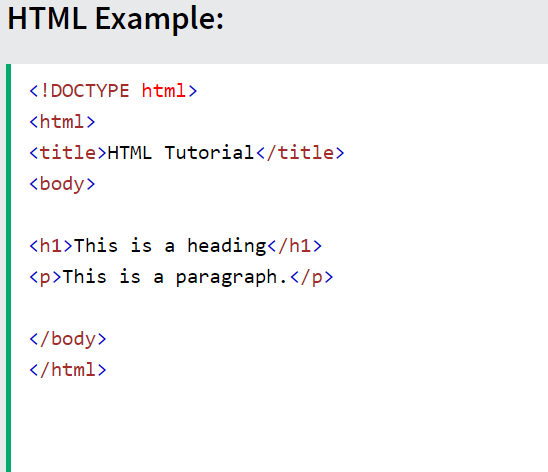 HTML Example:
<!DOCTYPE html>
<html>
<title>HTML Tutorial</title>
<body>
<h1>This is a heading</h1>
<p>This is a paragraph.</p>
</body>
</html>